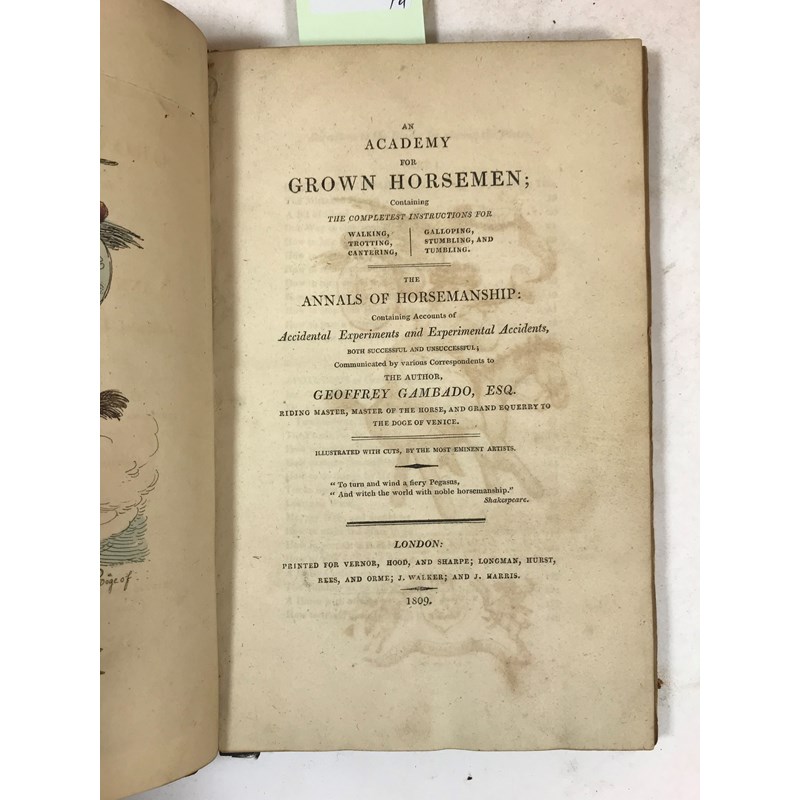 AN
ACADEMY
FOR
GROWN HORSEMEN;
Containing
THE COMPLETEST INSTRUCTIONS FOR
WALKING,
TROTTING,
CANTERING,
GALLOPING,
STUMBLING, AND
TUMBLING.
THE
ANNALS OF HORSEMANSHIP:
Containing Accounts of
Accidental Experiments and Experimental Accidents,
BOTH SUCCESSFUL AND UNSUCCESSFUL;
Communicated by various Correspondents to
THE AUTHOR,
GEOFFREY GAMBADO, ESQ.
RIDING MASTER, MASTER OF THE HORSE, AND GRAND EQUERRY TO
THE DOGE OF VENICE.
ILLUSTRATED WITH CUTS, BY THE MOST EMINENT ARTISTS.
" To turn and wind a fiery Pegasus,
" And witch the world with noble horsemanship."
Shakespeare.
LONDON:
PRINTED FOR VERNOR, HOOD, AND SHARPE; LONGMAN, HURST,
REES, AND ORME; J. WALKER; AND J. HARRIS.
1809.
Doge of